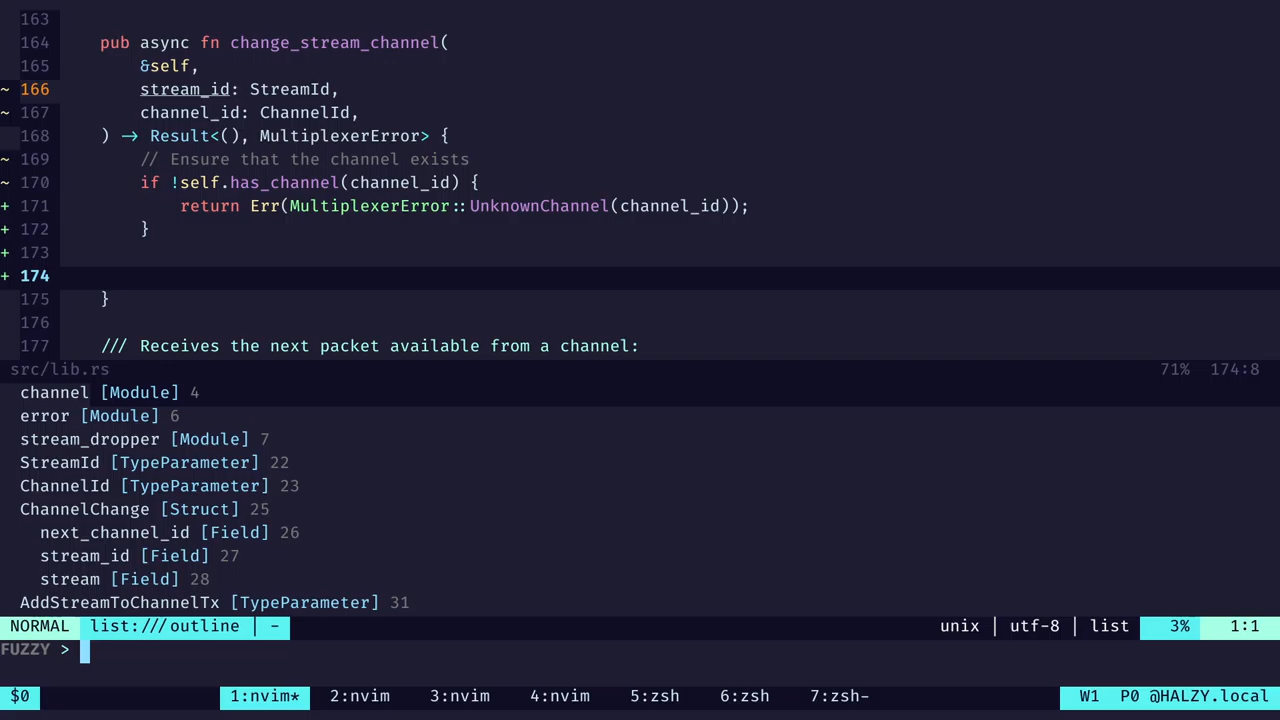 163
164     pub async fn change_stream_channel(
165         &self,
~ 166         stream_id: StreamId,
~ 167         channel_id: ChannelId,
168     ) -> Result<(), MultiplexerError> {
~ 169         // Ensure that the channel exists
~ 170         if !self.has_channel(channel_id) {
+ 171             return Err(MultiplexerError::UnknownChannel(channel_id));
+ 172         }
+ 173
+ 174
175     }
176
177     /// Receives the next packet available from a channel:
src/lib.rs 71% 174:8
channel [Module] 4
error [Module] 6
stream_dropper [Module] 7
StreamId [TypeParameter] 22
ChannelId [TypeParameter] 23
ChannelChange [Struct] 25
  next_channel_id [Field] 26
  stream_id [Field] 27
  stream [Field] 28
AddStreamToChannelTx [TypeParameter] 31
NORMAL list:///outline | - unix | utf-8 | list 3% 1:1
FUZZY >
$0 1:nvim* 2:nvim 3:nvim 4:nvim 5:zsh 6:zsh 7:zsh- W1 P0 @HALZY.local